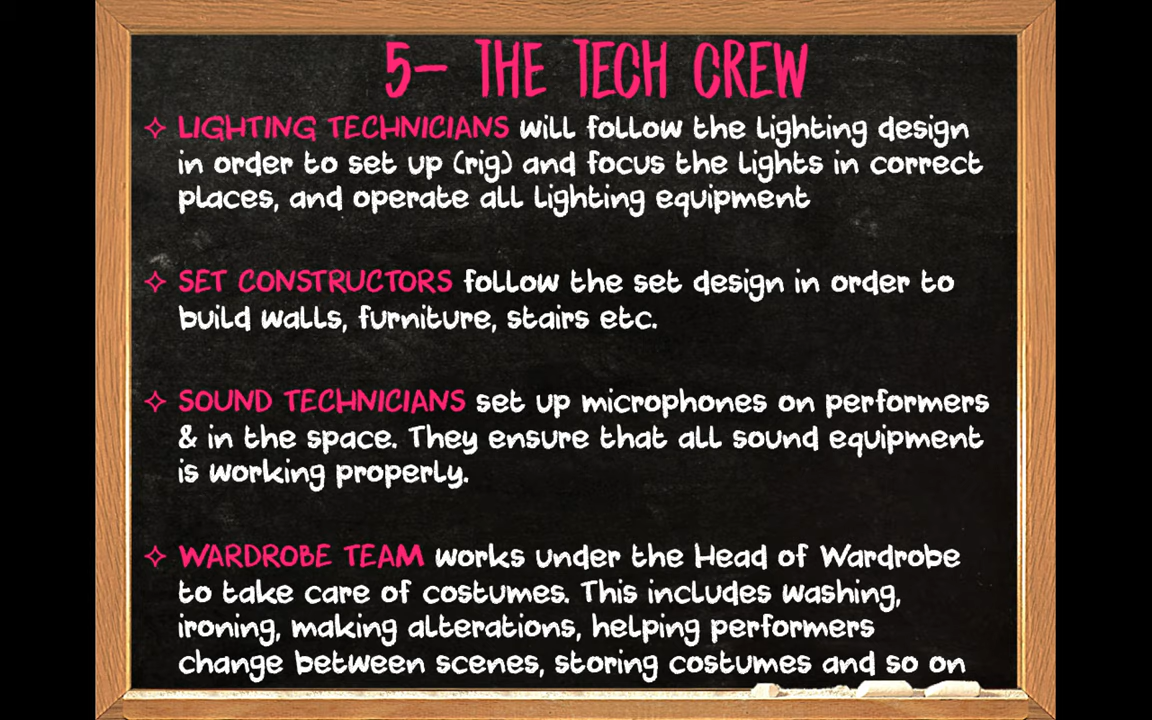 5- THE TECH CREW
✧ LIGHTING TECHNICIANS will follow the lighting design
in order to set up (rig) and focus the lights in correct
places, and operate all lighting equipment
✧ SET CONSTRUCTORS follow the set design in order to
build walls, furniture, stairs etc.
✧ SOUND TECHNICIANS set up microphones on performers
& in the space. They ensure that all sound equipment
is working properly.
✧ WARDROBE TEAM works under the Head of Wardrobe
to take care of costumes. This includes washing,
ironing, making alterations, helping performers
change between scenes, storing costumes and so on